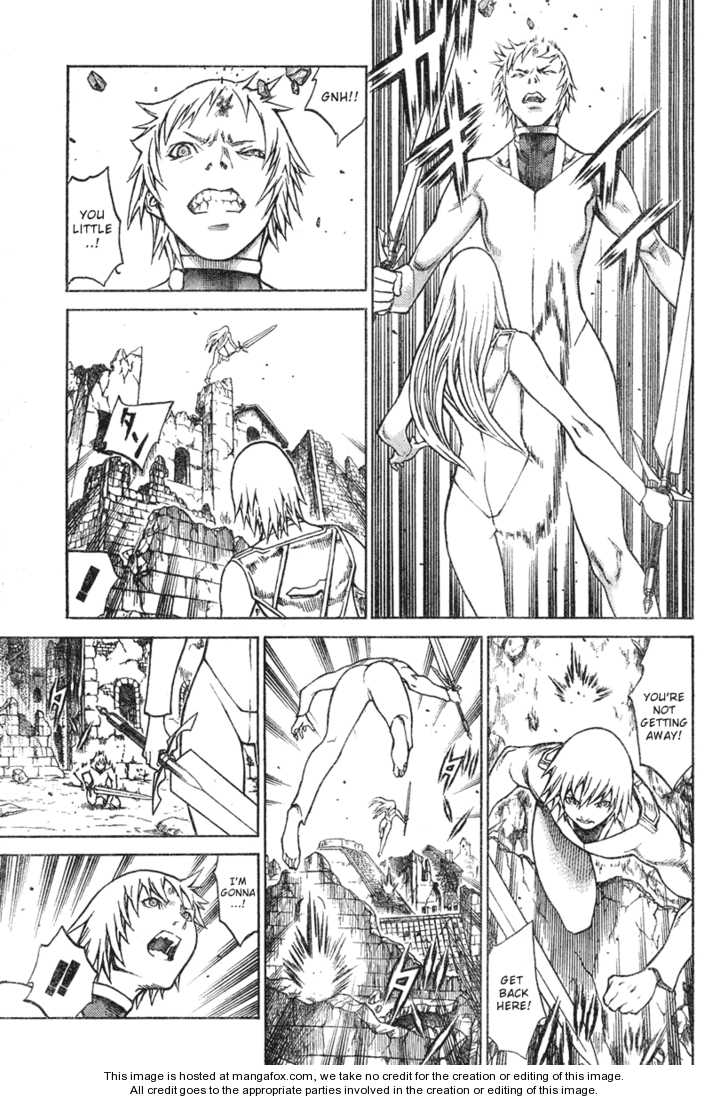 GNH!!
YOU
LITTLE
..!
タン
!!
YOU'RE
NOT
GETTING
AWAY!
GET
BACK
HERE!
I'M
GONNA
...!
!!!
This image is hosted at mangafox.com, we take no credit for the creation or editing of this image.
All credit goes to the appropriate parties involved in the creation or editing of this image.